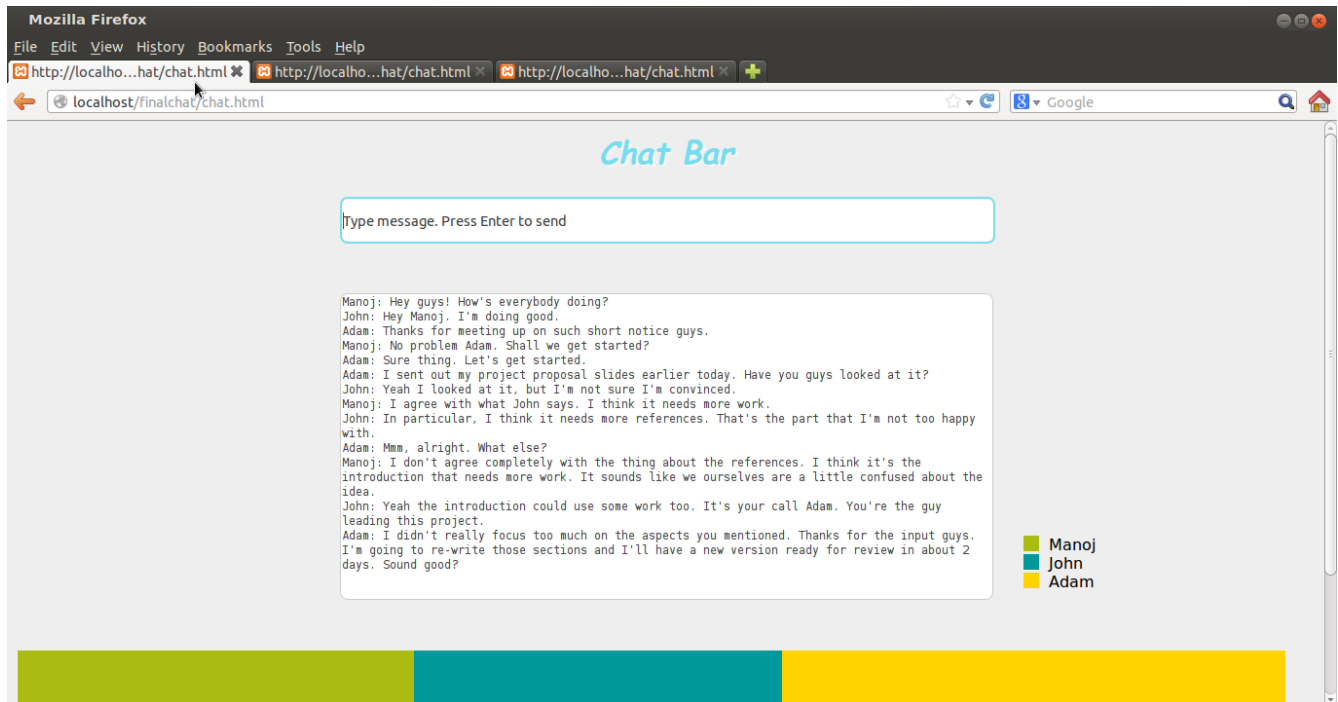 Mozilla Firefox
File Edit View History Bookmarks Tools Help
http://localho...hat/chat.html http://localho...hat/chat.html http://localho...hat/chat.html
localhost/finalchat/chat.html Google
Chat Bar
Type message. Press Enter to send
Manoj: Hey guys! How's everybody doing?
John: Hey Manoj. I'm doing good.
Adam: Thanks for meeting up on such short notice guys.
Manoj: No problem Adam. Shall we get started?
Adam: Sure thing. Let's get started.
Adam: I sent out my project proposal slides earlier today. Have you guys looked at it?
John: Yeah I looked at it, but I'm not sure I'm convinced.
Manoj: I agree with what John says. I think it needs more work.
John: In particular, I think it needs more references. That's the part that I'm not too happy
with.
Adam: Mmm, alright. What else?
Manoj: I don't agree completely with the thing about the references. I think it's the
introduction that needs more work. It sounds like we ourselves are a little confused about the
idea.
John: Yeah the introduction could use some work too. It's your call Adam. You're the guy
leading this project.
Adam: I didn't really focus too much on the aspects you mentioned. Thanks for the input guys.
I'm going to re-write those sections and I'll have a new version ready for review in about 2
days. Sound good?
Manoj
John
Adam